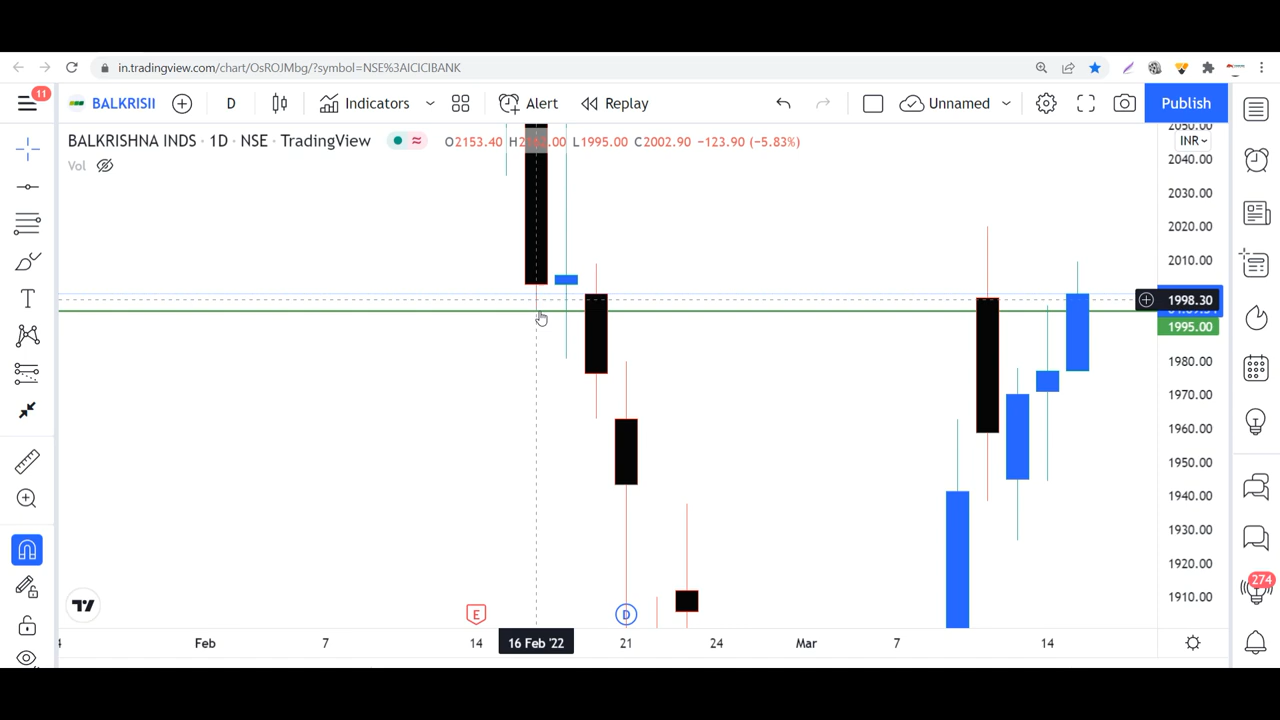 in.tradingview.com/chart/OsROJMbg/?symbol=NSE%3AICICIBANK
11
BALKRISII
D
Indicators
Alert
Replay
Unnamed
Publish
BALKRISHNA INDS · 1D · NSE · TradingView
O2153.40 H2 .00 L1995.00 C2002.90 −123.90 (−5.83%)
Vol
INR
2050.00
2040.00
2030.00
2020.00
2010.00
1998.30
1995.00
1980.00
1970.00
1960.00
1950.00
1940.00
1930.00
1920.00
1910.00
274
E
D
Feb
7
14
16 Feb '22
21
24
Mar
7
14